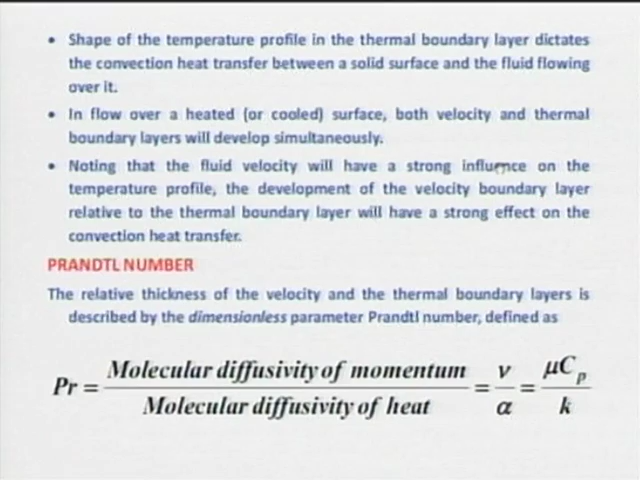 • Shape of the temperature profile in the thermal boundary layer dictates
the convection heat transfer between a solid surface and the fluid flowing
over it.
• In flow over a heated (or cooled) surface, both velocity and thermal
boundary layers will develop simultaneously.
• Noting that the fluid velocity will have a strong influence on the
temperature profile, the development of the velocity boundary layer
relative to the thermal boundary layer will have a strong effect on the
convection heat transfer.
PRANDTL NUMBER
The relative thickness of the velocity and the thermal boundary layers is
described by the dimensionless parameter Prandtl number, defined as
Pr = Molecular diffusivity of momentum / Molecular diffusivity of heat = ν / α = μCp / k